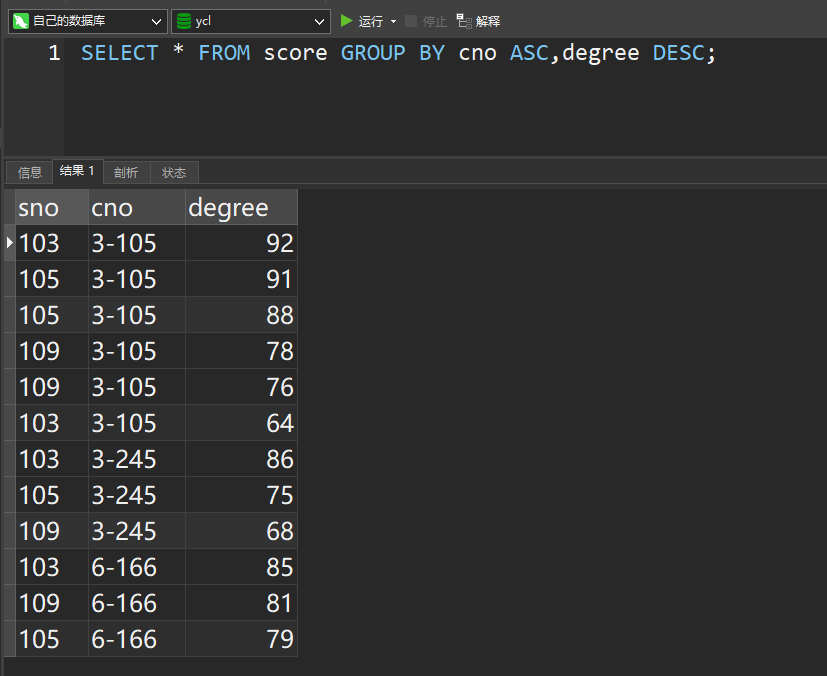 自己的数据库 ycl 运行 停止 解释
1 SELECT * FROM score GROUP BY cno ASC,degree DESC;
信息 结果 1 剖析 状态
sno cno degree
103 3-105 92
105 3-105 91
105 3-105 88
109 3-105 78
109 3-105 76
103 3-105 64
103 3-245 86
105 3-245 75
109 3-245 68
103 6-166 85
109 6-166 81
105 6-166 79